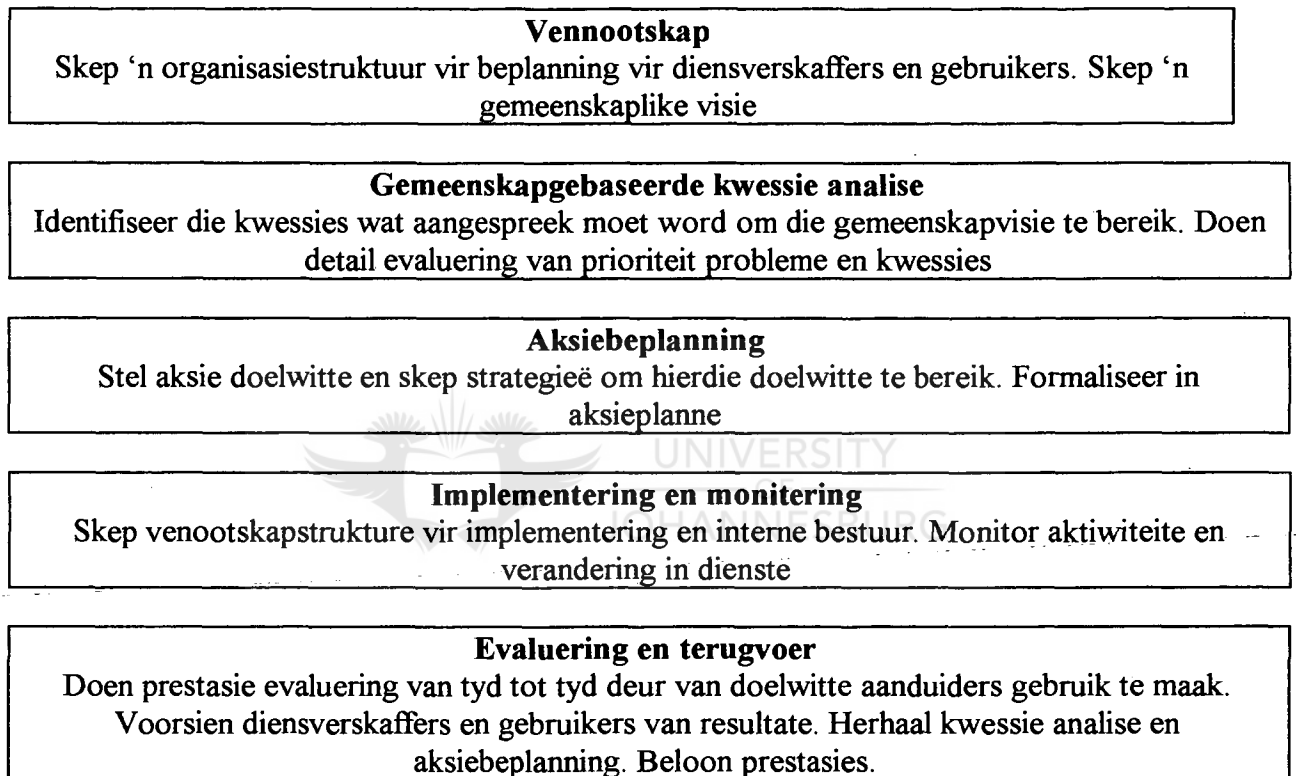 Vennootskap
Skep ‘n organisasiestruktuur vir beplanning vir diensverskaffers en gebruikers. Skep ‘n
gemeenskaplike visie
Gemeenskapgebaseerde kwessie analise
Identifiseer die kwessies wat aangespreek moet word om die gemeenskapvisie te bereik. Doen
detail evaluering van prioriteit probleme en kwessies
Aksiebeplanning
Stel aksie doelwitte en skep strategieë om hierdie doelwitte te bereik. Formaliseer in
aksieplanne
UNIVERSITY
OF
JOHANNESBURG
Implementering en monitering
Skep venootskapstrukture vir implementering en interne bestuur. Monitor aktiwiteite en
verandering in dienste
Evaluering en terugvoer
Doen prestasie evaluering van tyd tot tyd deur van doelwitte aanduiders gebruik te maak.
Voorsien diensverskaffers en gebruikers van resultate. Herhaal kwessie analise en
aksiebeplanning. Beloon prestasies.